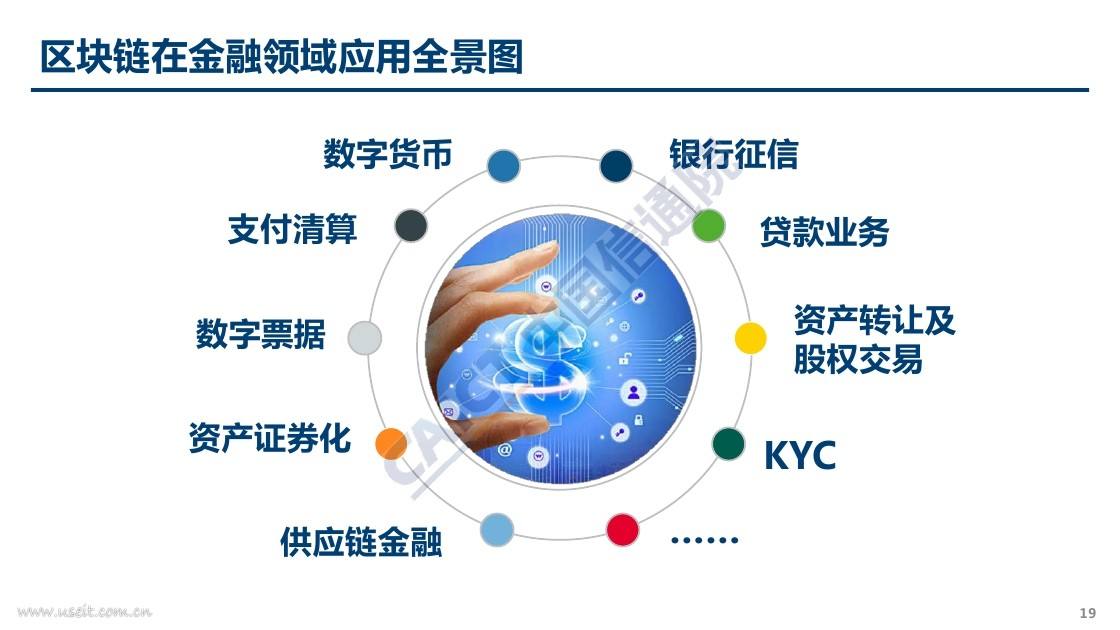 区块链在金融领域应用全景图
数字货币
银行征信
支付清算
贷款业务
数字票据
资产转让及
股权交易
资产证券化
KYC
供应链金融
······
CAICT中国信通院
@
www.useit.com.cn
19